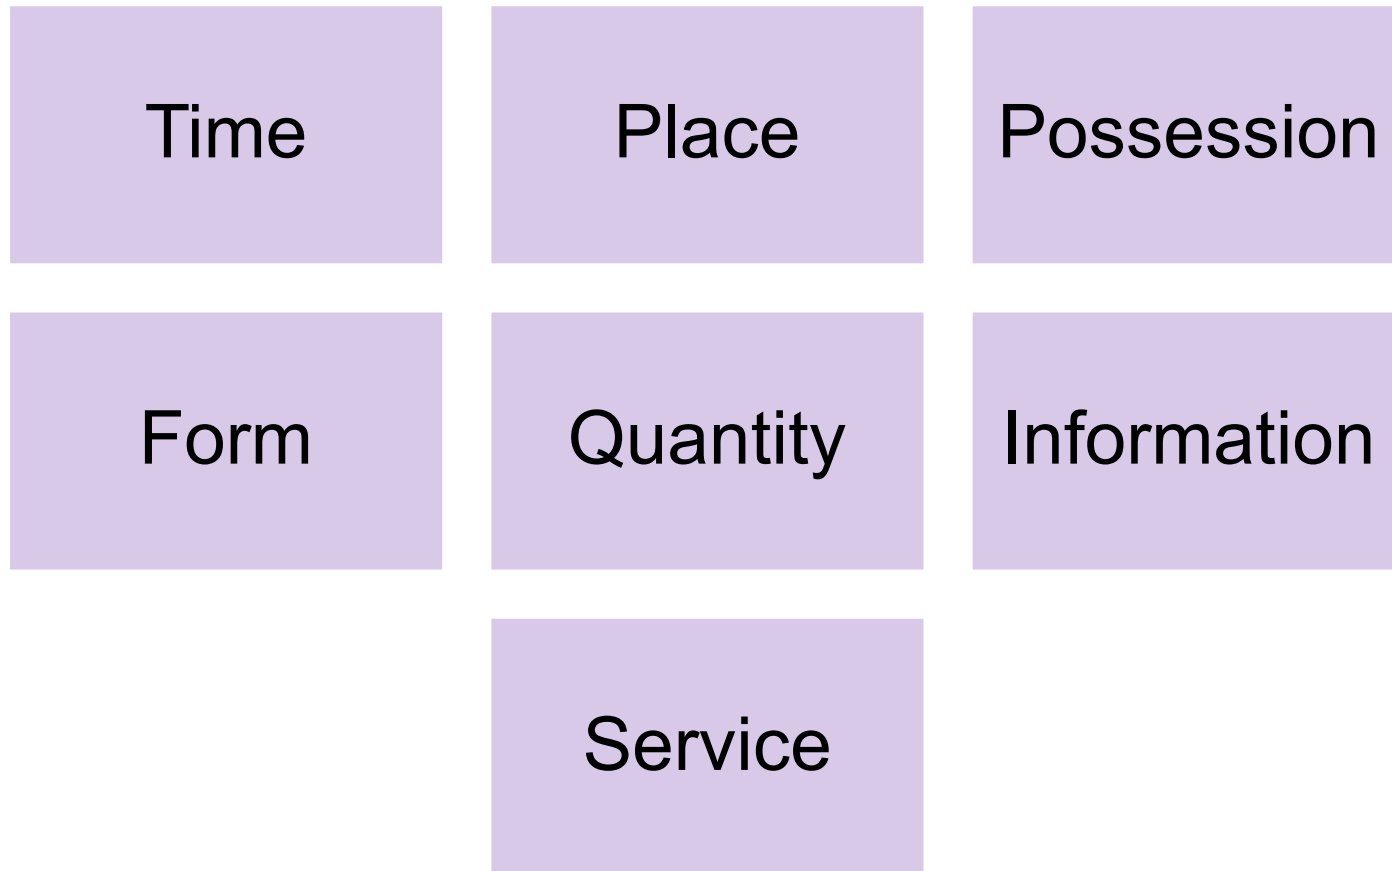 Time
Place
Possession
Form
Quantity
Information
Service